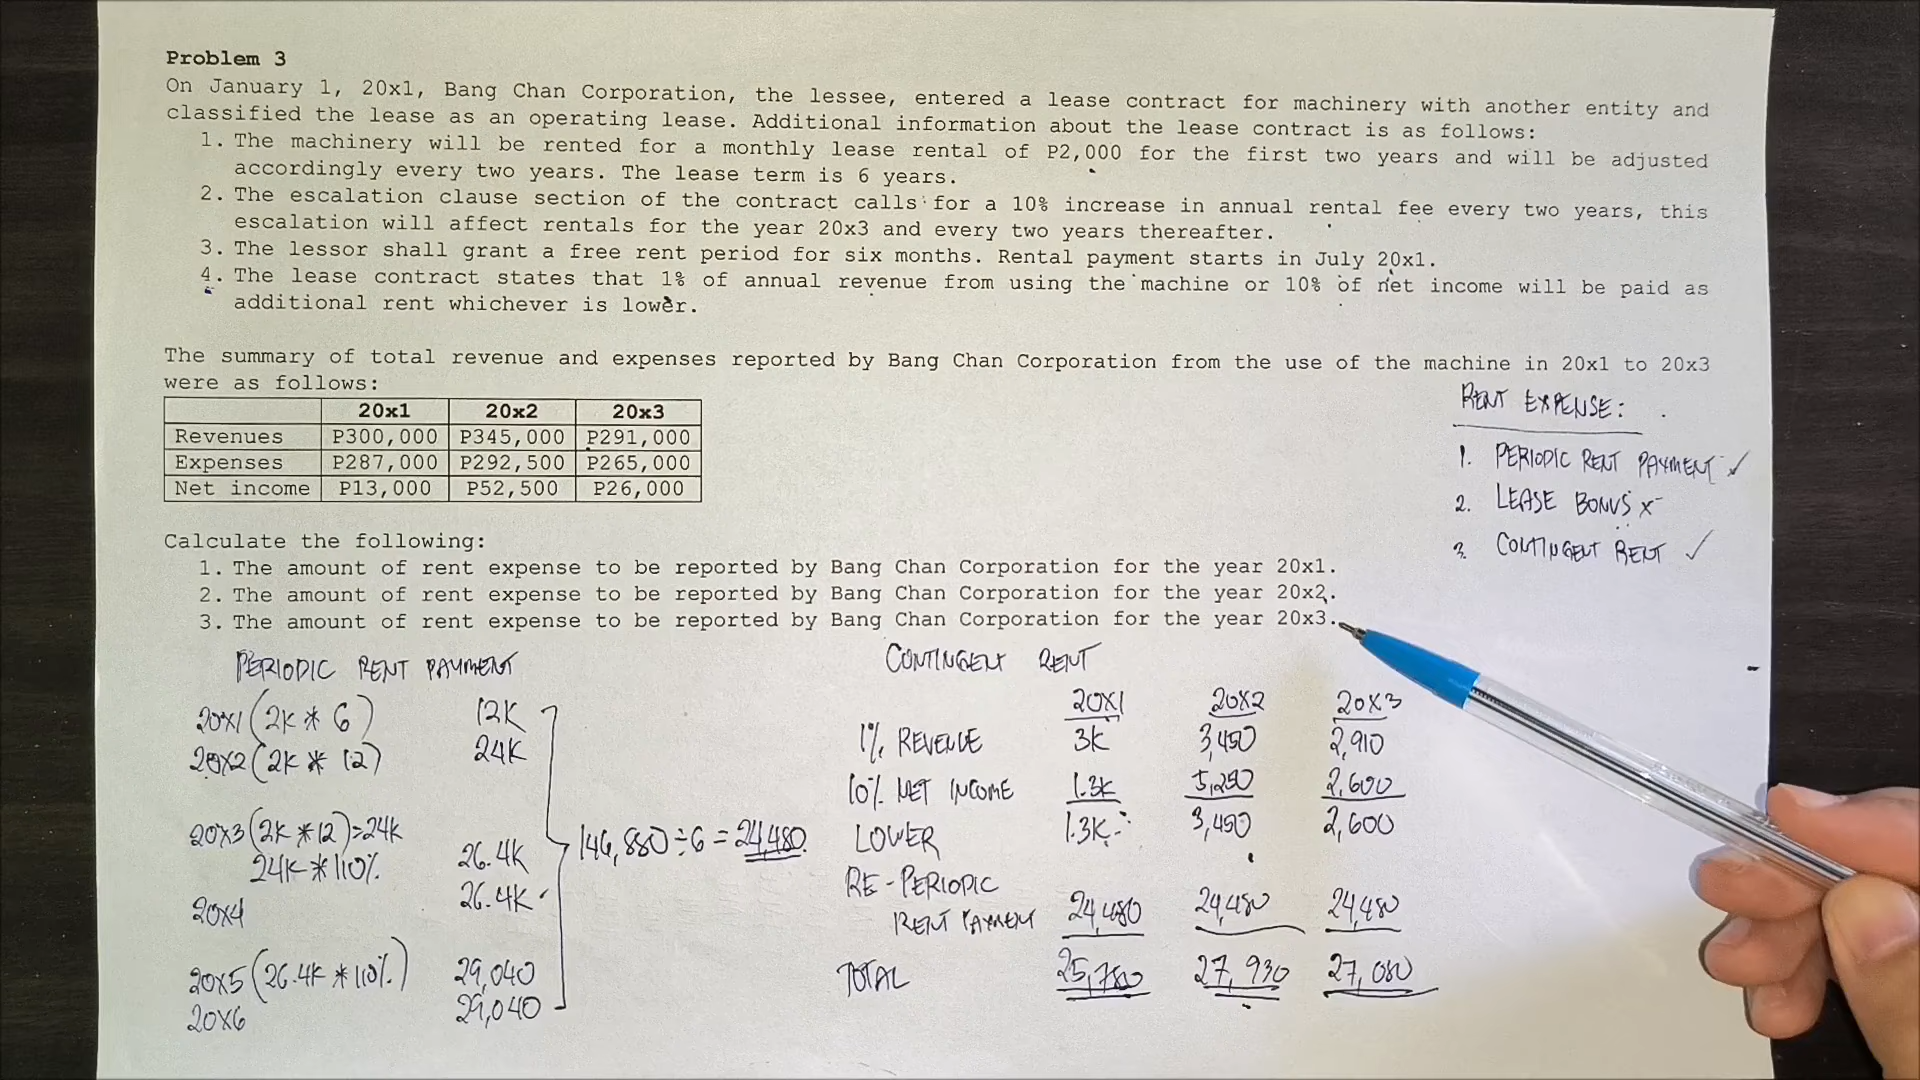 Problem 3
On January 1, 20x1, Bang Chan Corporation, the lessee, entered a lease contract for machinery with another entity and
classified the lease as an operating lease. Additional information about the lease contract is as follows:
1. The machinery will be rented for a monthly lease rental of P2,000 for the first two years and will be adjusted
accordingly every two years. The lease term is 6 years.
2. The escalation clause section of the contract calls for a 10% increase in annual rental fee every two years, this
escalation will affect rentals for the year 20x3 and every two years thereafter.
3. The lessor shall grant a free rent period for six months. Rental payment starts in July 20x1.
4. The lease contract states that 1% of annual revenue from using the machine or 10% of net income will be paid as
additional rent whichever is lower.
The summary of total revenue and expenses reported by Bang Chan Corporation from the use of the machine in 20x1 to 20x3
were as follows:
20x1 20x2 20x3
Revenues P300,000 P345,000 P291,000
Expenses P287,000 P292,500 P265,000
Net income P13,000 P52,500 P26,000
RENT EXPENSE:
1. PERIODIC RENT PAYMENT ✓
2. LEASE BONUS x
3. CONTINGENT RENT ✓
Calculate the following:
1. The amount of rent expense to be reported by Bang Chan Corporation for the year 20x1.
2. The amount of rent expense to be reported by Bang Chan Corporation for the year 20x2.
3. The amount of rent expense to be reported by Bang Chan Corporation for the year 20x3.
PERIODIC RENT PAYMENT
20X1 (2K * 6) 12K
20X2 (2K * 12) 24K
20X3 (2K * 12) = 24K
24K * 110% 26.4K
20X4 26.4K
20X5 (26.4K * 110%) 29,040
20X6 29,040
146,880 ÷ 6 = 24,480
CONTINGENT RENT
20X1 20X2 20X3
1% REVENUE 3K 3,450 2,910
10% NET INCOME 1.3K 5,250 2,600
LOWER 1.3K 3,450 2,600
RE-PERIODIC
RENT PAYMENT 24,480 24,480 24,480
TOTAL 25,780 27,930 27,080